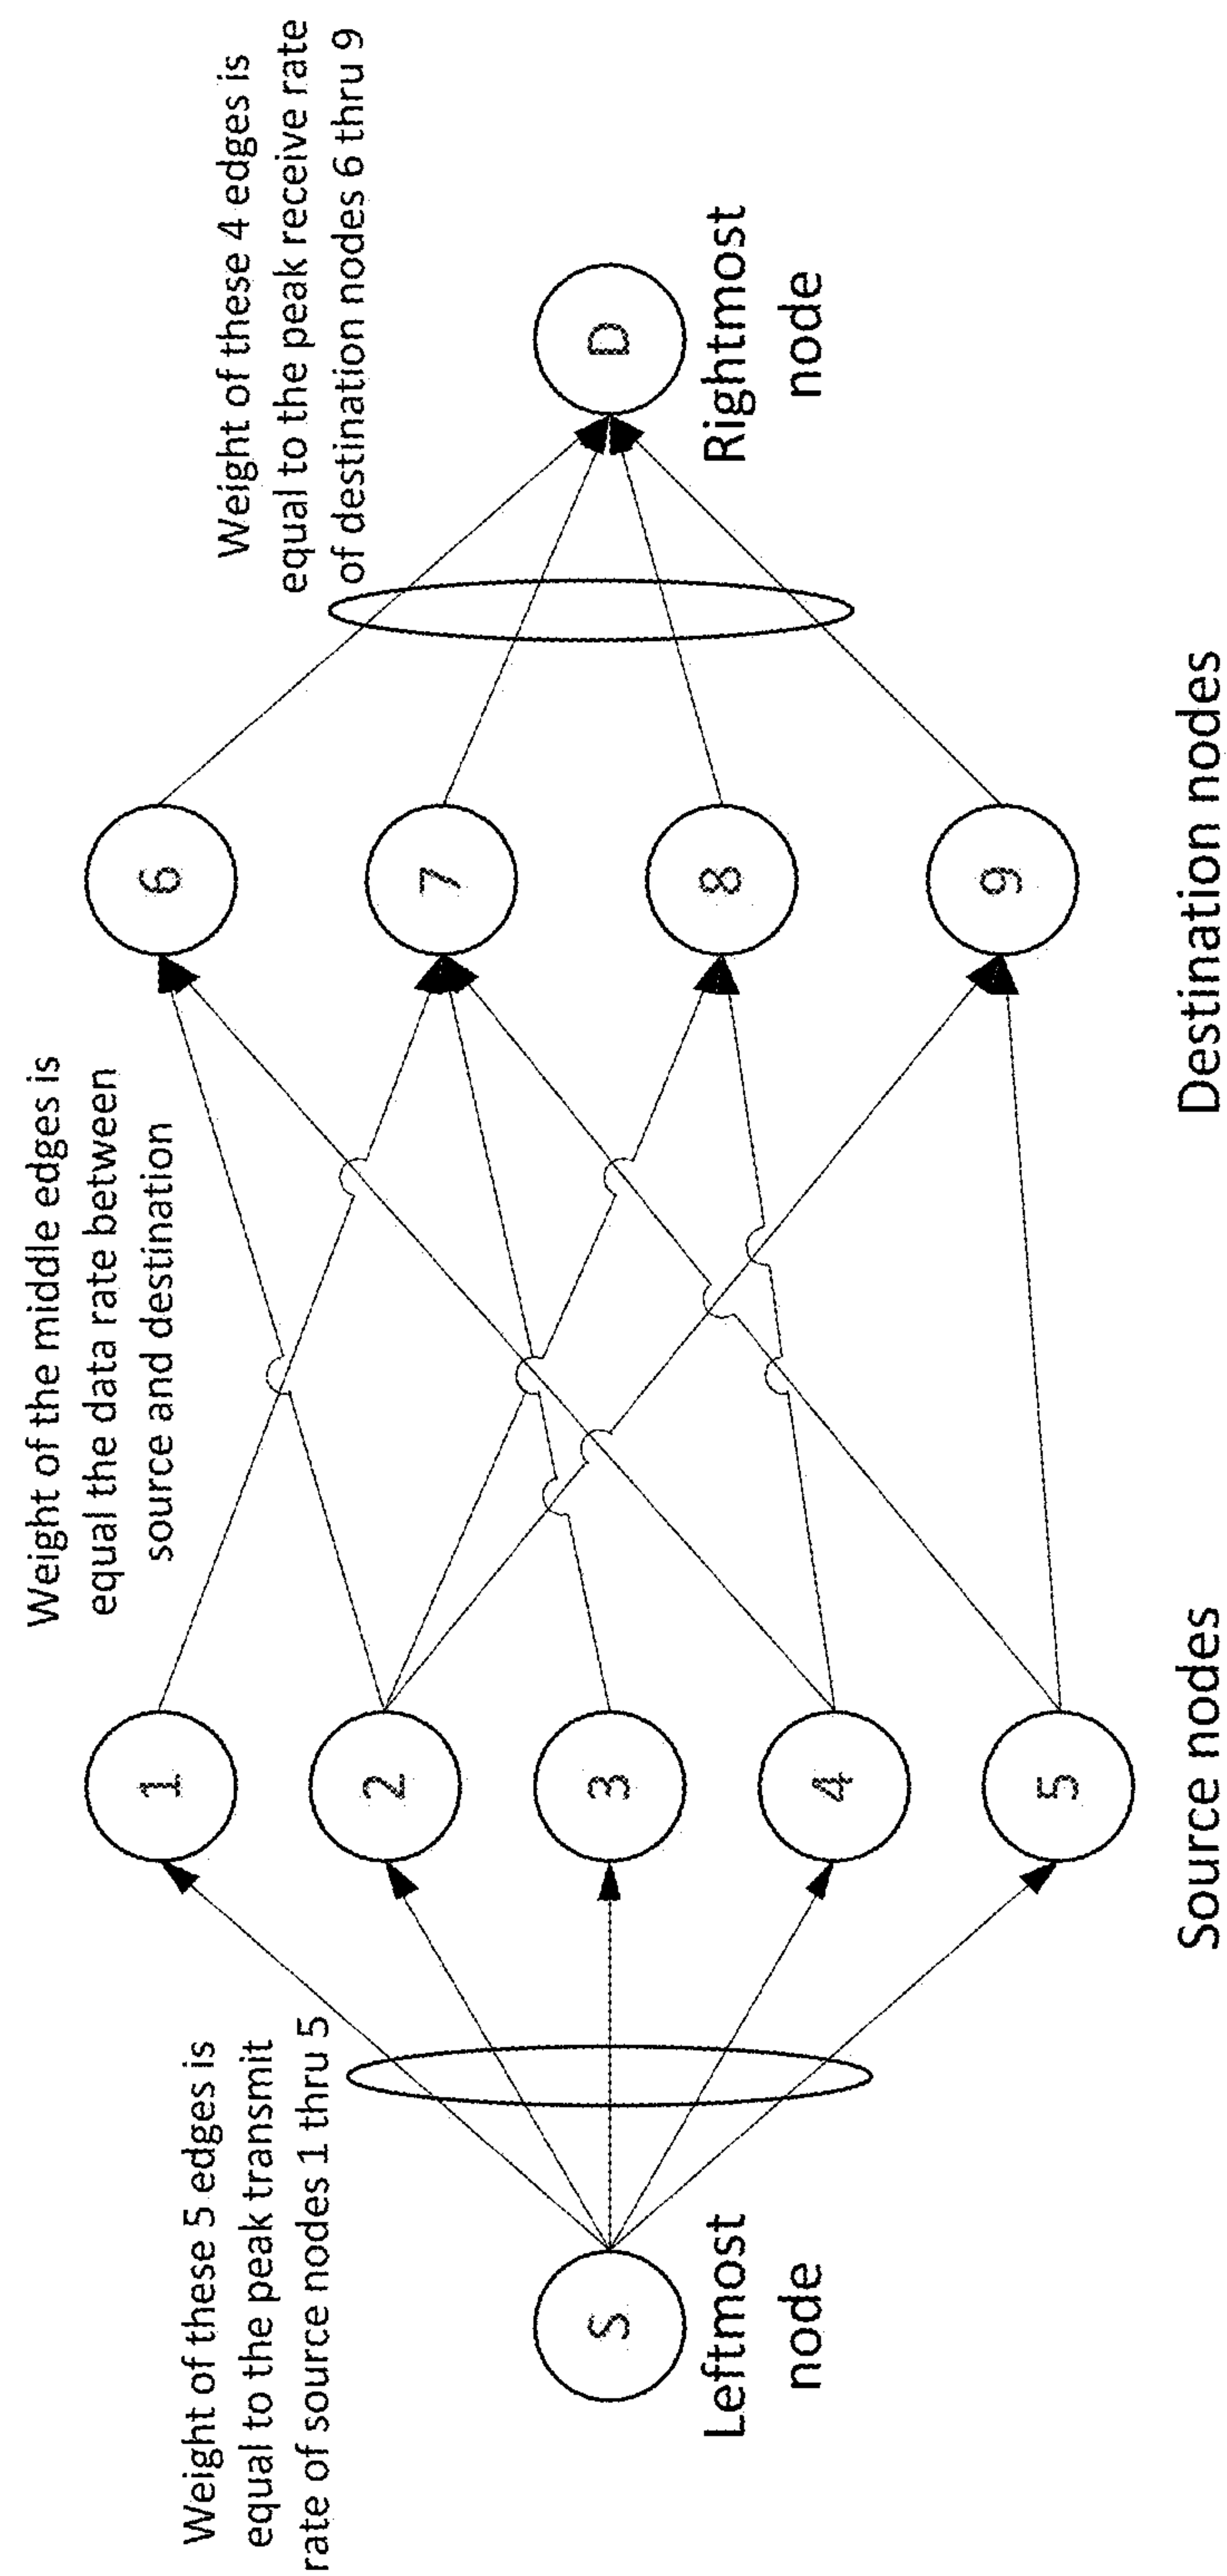 Weight of these 5 edges is
equal to the peak transmit
rate of source nodes 1 thru 5
Weight of the middle edges is
equal the data rate between
source and destination
Weight of these 4 edges is
equal to the peak receive rate
of destination nodes 6 thru 9
S
Leftmost
node
1
2
3
4
5
Source nodes
6
7
8
9
Destination nodes
D
Rightmost
node